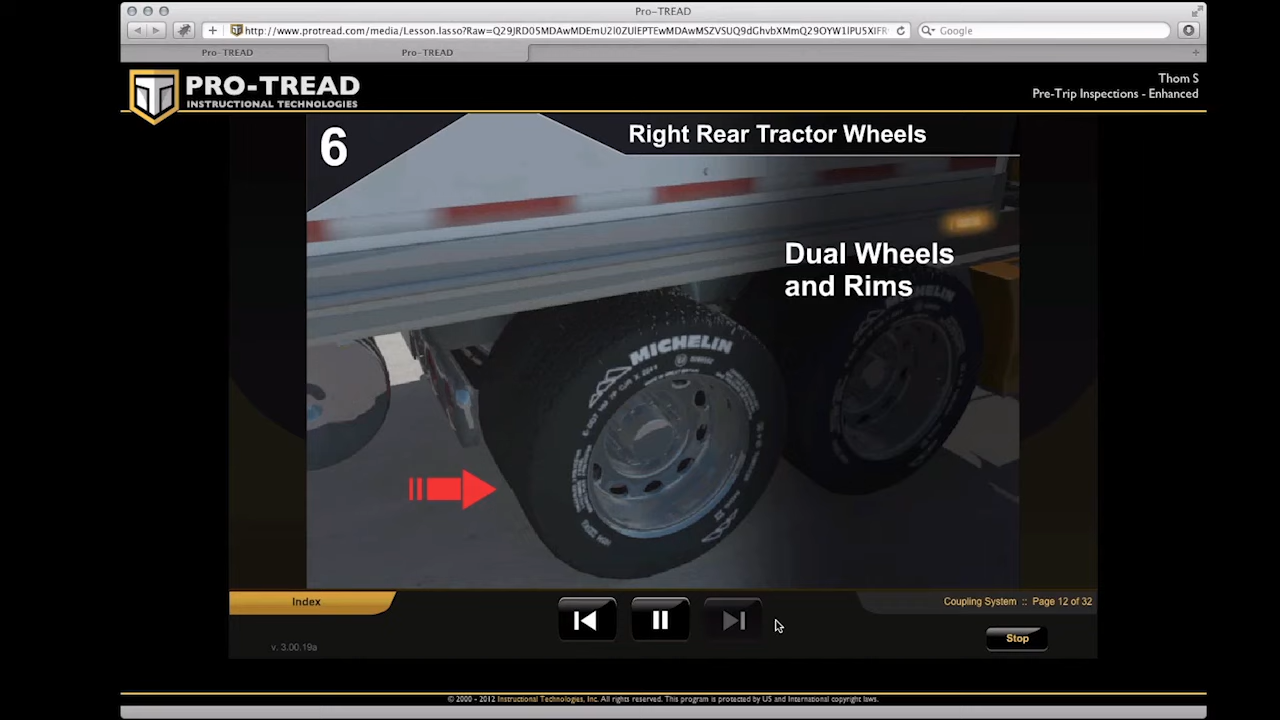 Pro-TREAD
http://www.protread.com/media/Lesson.lasso?Raw=
Google
Pro-TREAD
Pro-TREAD
PRO-TREAD
INSTRUCTIONAL TECHNOLOGIES
Thom S
Pre-Trip Inspections - Enhanced
6
Right Rear Tractor Wheels
Dual Wheels
and Rims
MICHELIN
MICHELIN
Index
Coupling System :: Page 12 of 32
Stop
v. 3.00.19a
© 2000 - 2012 Instructional Technologies, Inc. All rights reserved. This program is protected by US and International copyright laws.